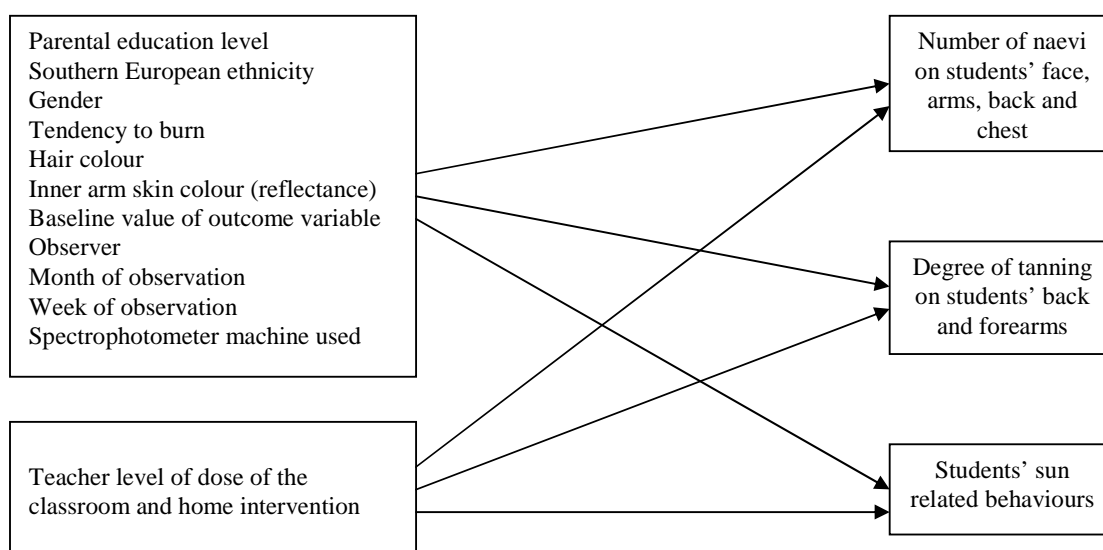 Parental education level
Southern European ethnicity
Gender
Tendency to burn
Hair colour
Inner arm skin colour (reflectance)
Baseline value of outcome variable
Observer
Month of observation
Week of observation
Spectrophotometer machine used
Teacher level of dose of the
classroom and home intervention
Number of naevi
on students’ face,
arms, back and
chest
Degree of tanning
on students’ back
and forearms
Students’ sun
related behaviours